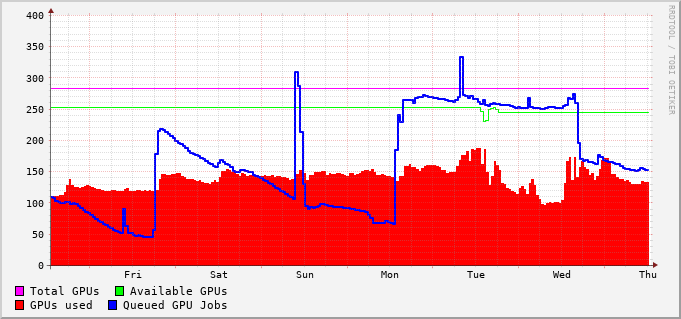 RRDTOOL / TOBI OETIKER
400
350
300
250
200
150
100
50
0
Fri Sat Sun Mon Tue Wed Thu
Total GPUs Available GPUs
GPUs used Queued GPU Jobs